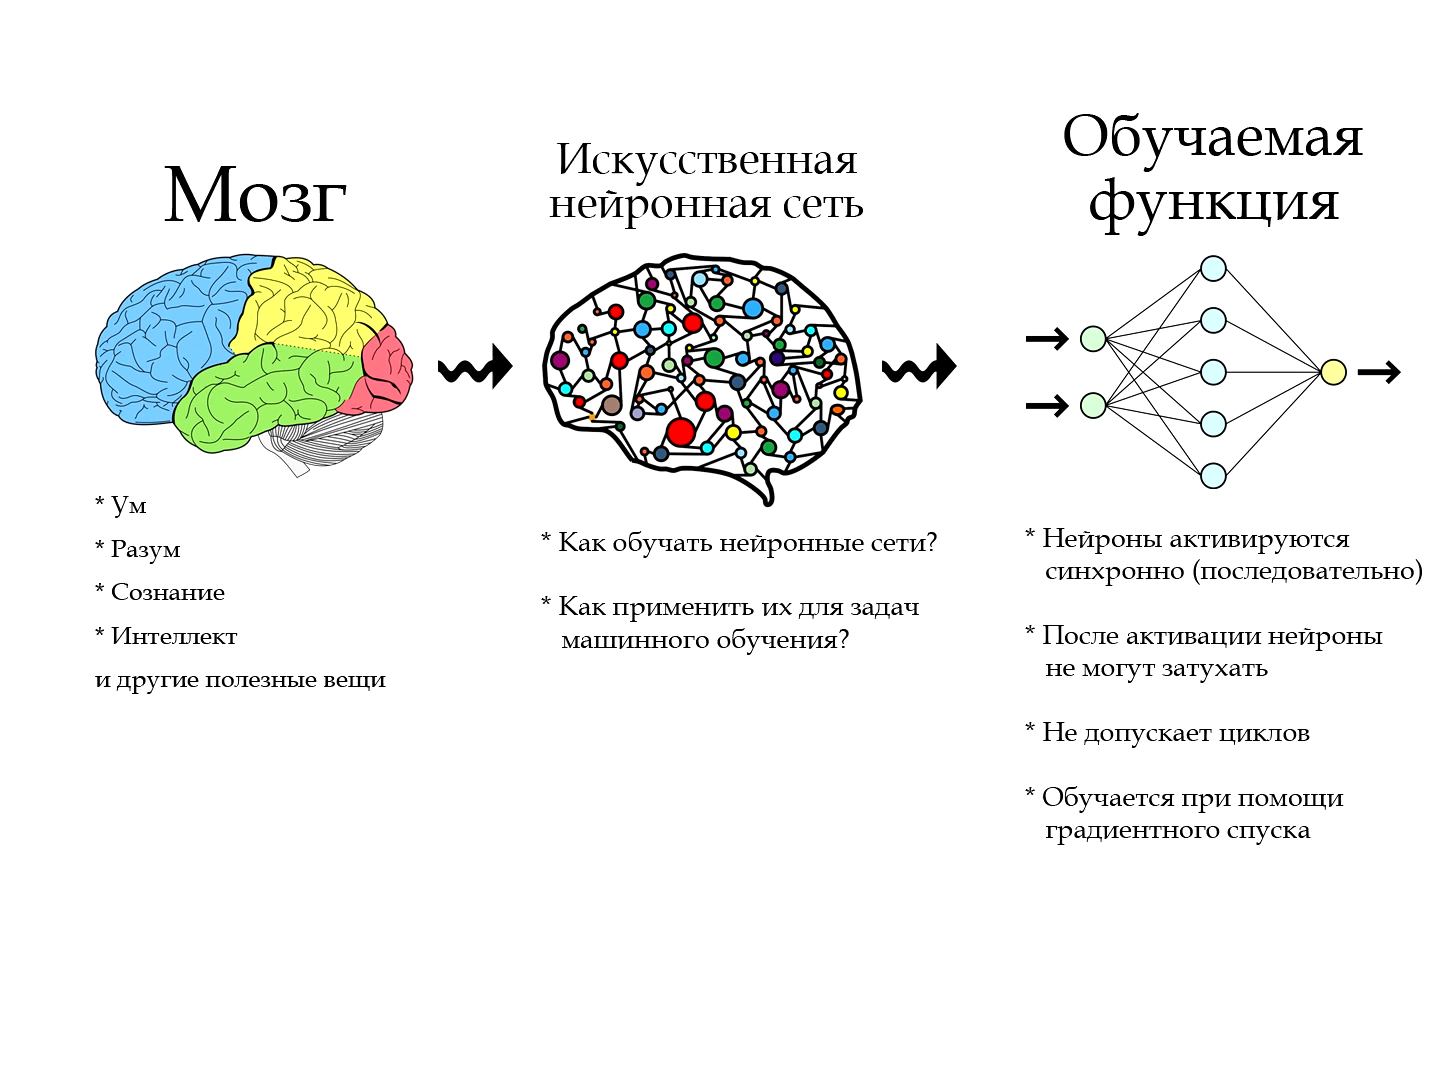 Мозг
* Ум
* Разум
* Сознание
* Интеллект
и другие полезные вещи
Искусственная
нейронная сеть
* Как обучать нейронные сети?
* Как применить их для задач
машинного обучения?
Обучаемая
функция
* Нейроны активируются
синхронно (последовательно)
* После активации нейроны
не могут затухать
* Не допускает циклов
* Обучается при помощи
градиентного спуска